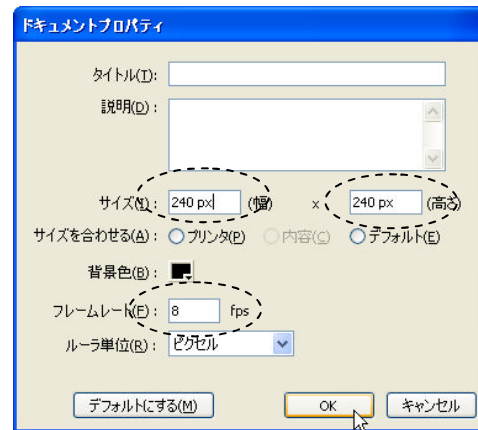 ドキュメントプロパティ
タイトル(T):
説明(D):
サイズ(X): 240 px (幅) x 240 px (高さ)
サイズを合わせる(A): プリンタ(P) 内容(C) デフォルト(E)
背景色(B):
フレームレート(F): 8 fps
ルーラ単位(R): ピクセル
デフォルトにする(M) OK キャンセル